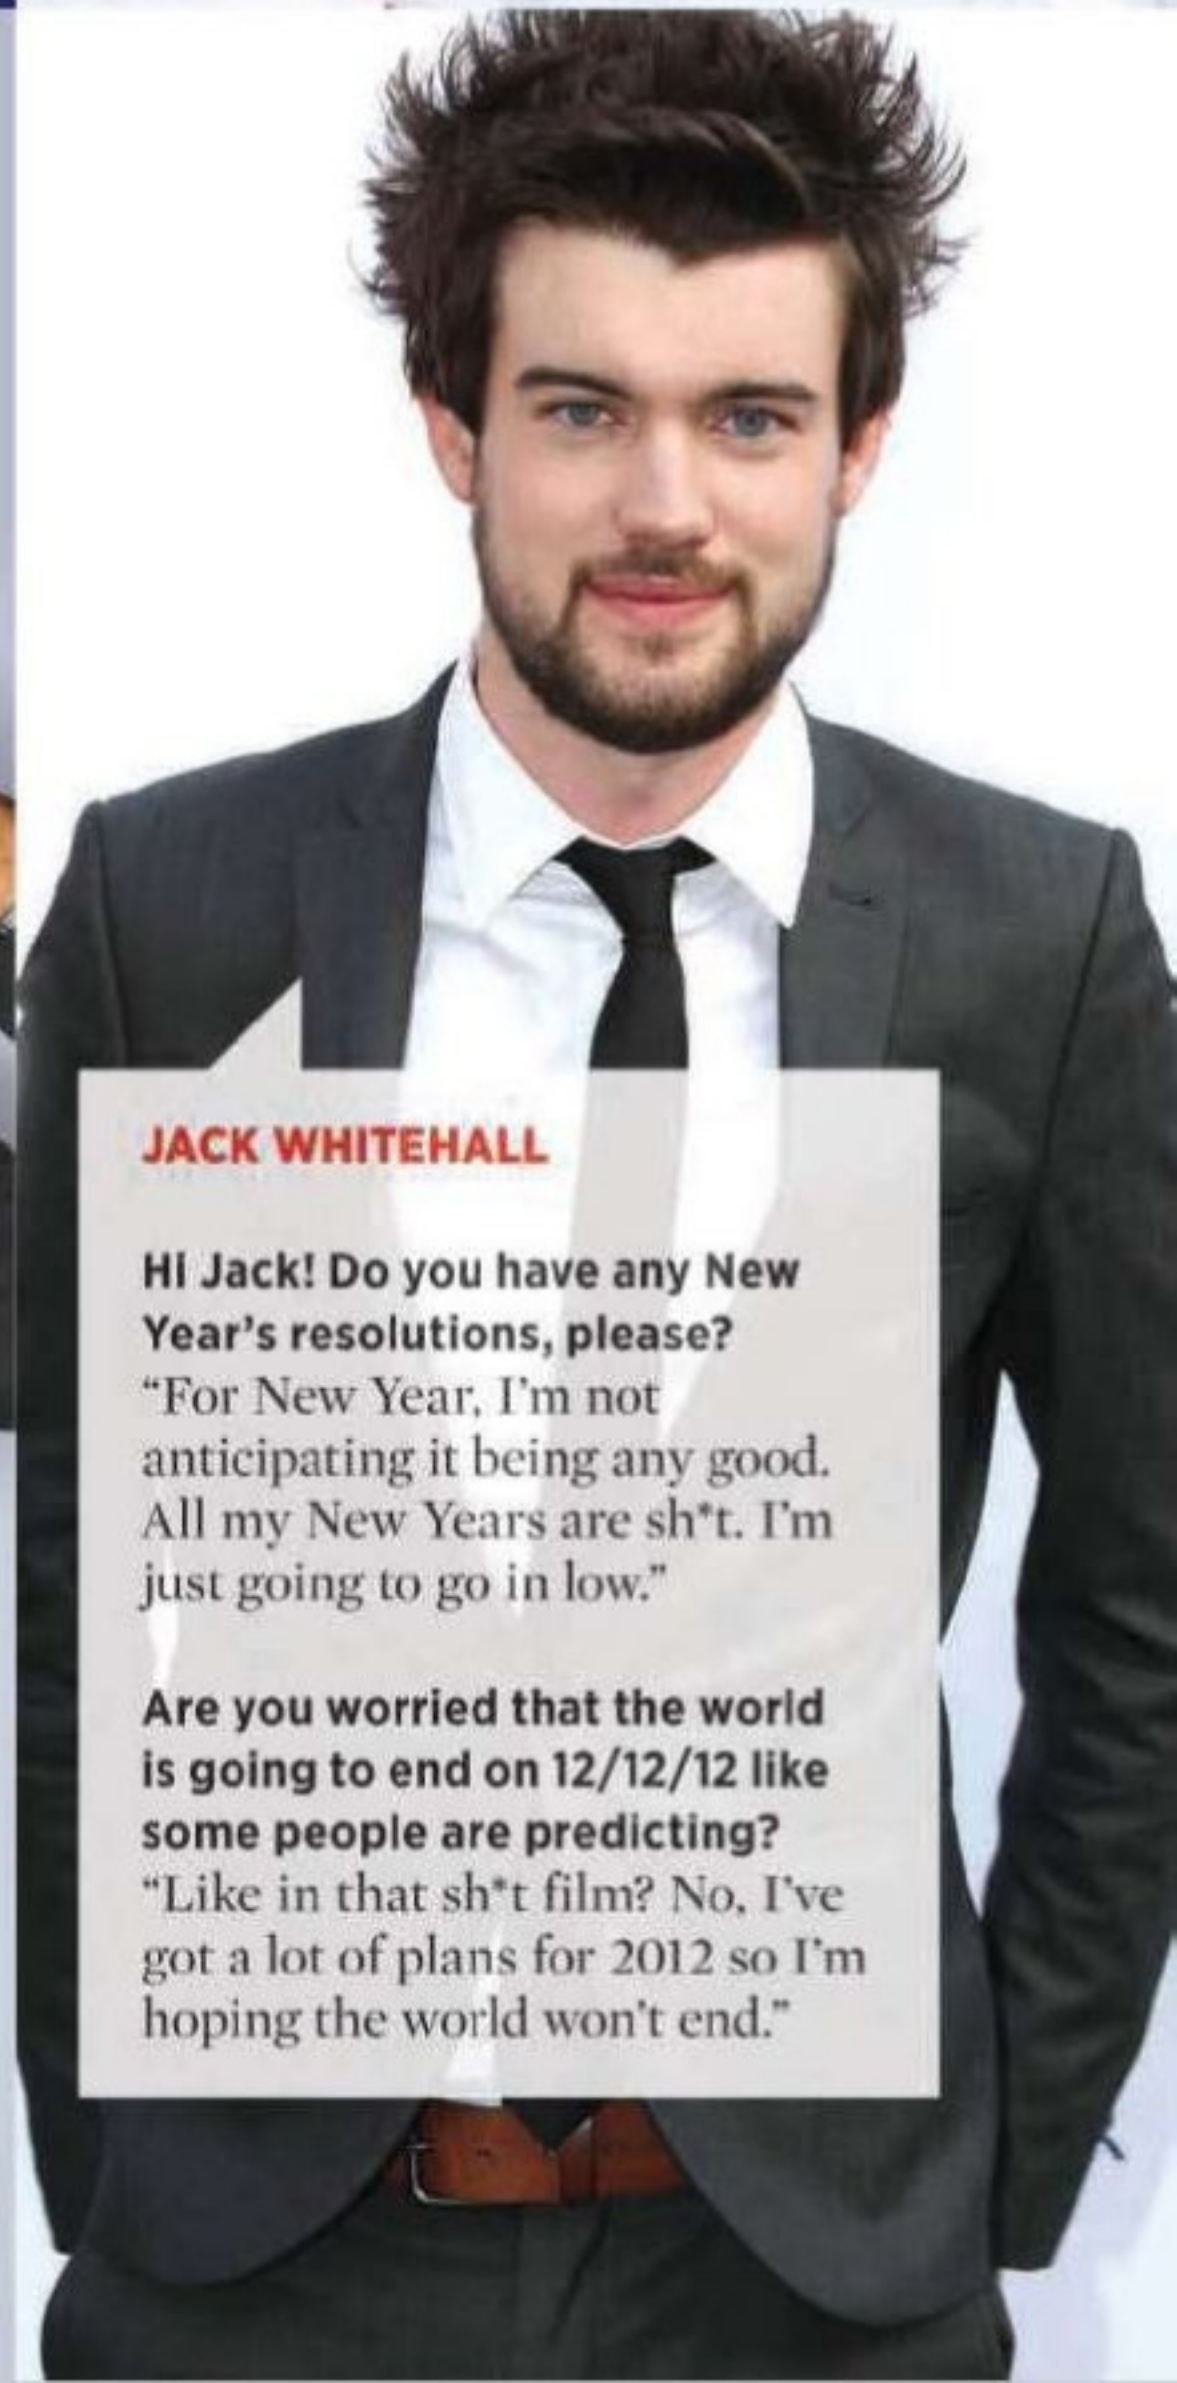 JACK WHITEHALL
Hi Jack! Do you have any New
Year's resolutions, please?
“For New Year, I'm not
anticipating it being any good.
All my New Years are sh*t. I'm
just going to go in low.”
Are you worried that the world
is going to end on 12/12/12 like
some people are predicting?
“Like in that sh*t film? No, I've
got a lot of plans for 2012 so I'm
hoping the world won't end.”